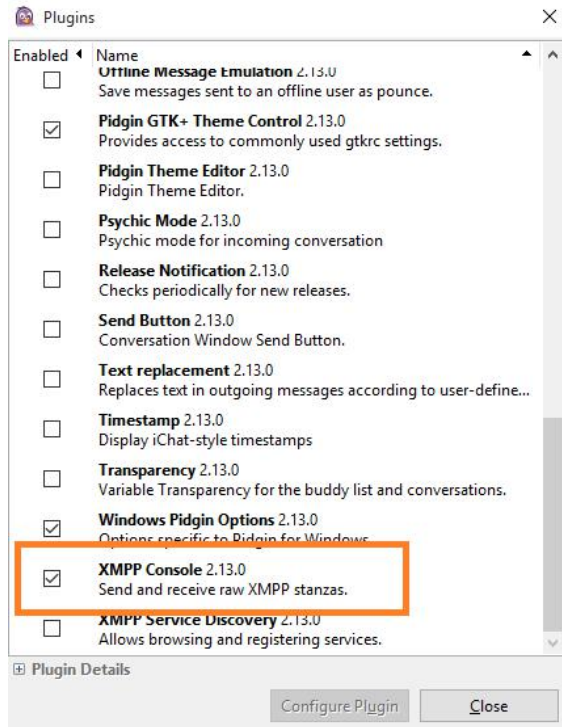 Plugins
Enabled Name
Offline Message Emulation 2.13.0
Save messages sent to an offline user as pounce.
Pidgin GTK+ Theme Control 2.13.0
Provides access to commonly used gtkrc settings.
Pidgin Theme Editor 2.13.0
Pidgin Theme Editor.
Psychic Mode 2.13.0
Psychic mode for incoming conversation
Release Notification 2.13.0
Checks periodically for new releases.
Send Button 2.13.0
Conversation Window Send Button.
Text replacement 2.13.0
Replaces text in outgoing messages according to user-define...
Timestamp 2.13.0
Display iChat-style timestamps
Transparency 2.13.0
Variable Transparency for the buddy list and conversations.
Windows Pidgin Options 2.13.0
Options specific to Pidgin for Windows
XMPP Console 2.13.0
Send and receive raw XMPP stanzas.
XMPP Service Discovery 2.13.0
Allows browsing and registering services.
Plugin Details
Configure Plugin Close